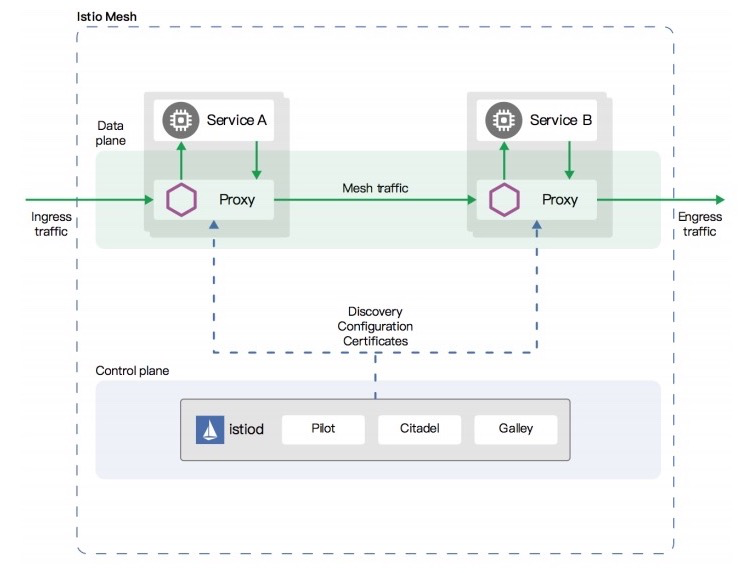 Istio Mesh
Service A
Service B
Data
plane
Proxy
Mesh traffic
Proxy
Ingress
traffic
Engress
traffic
Discovery
Configuration
Certificates
Control plane
istiod
Pilot
Citadel
Galley